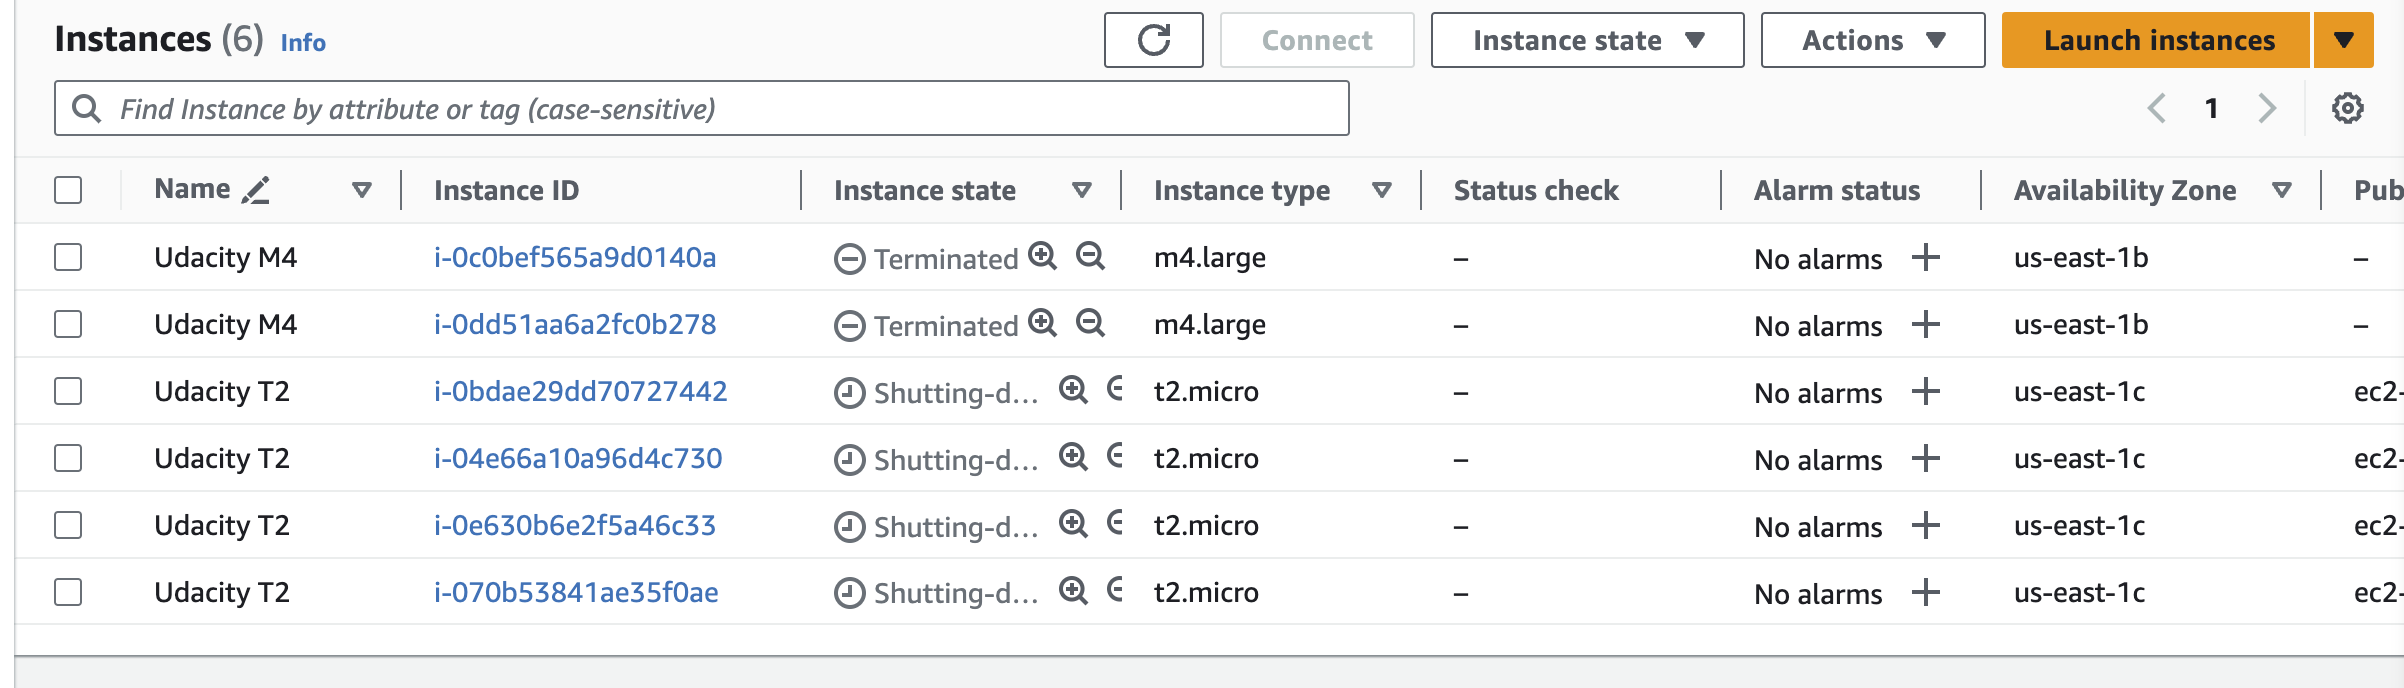 Instances (6) Info Connect Instance state Actions Launch instances
Find Instance by attribute or tag (case-sensitive) 1
Name Instance ID Instance state Instance type Status check Alarm status Availability Zone Pub
Udacity M4 i-0c0bef565a9d0140a Terminated m4.large – No alarms us-east-1b –
Udacity M4 i-0dd51aa6a2fc0b278 Terminated m4.large – No alarms us-east-1b –
Udacity T2 i-0bdae29dd70727442 Shutting-d... t2.micro – No alarms us-east-1c ec2-
Udacity T2 i-04e66a10a96d4c730 Shutting-d... t2.micro – No alarms us-east-1c ec2-
Udacity T2 i-0e630b6e2f5a46c33 Shutting-d... t2.micro – No alarms us-east-1c ec2-
Udacity T2 i-070b53841ae35f0ae Shutting-d... t2.micro – No alarms us-east-1c ec2-